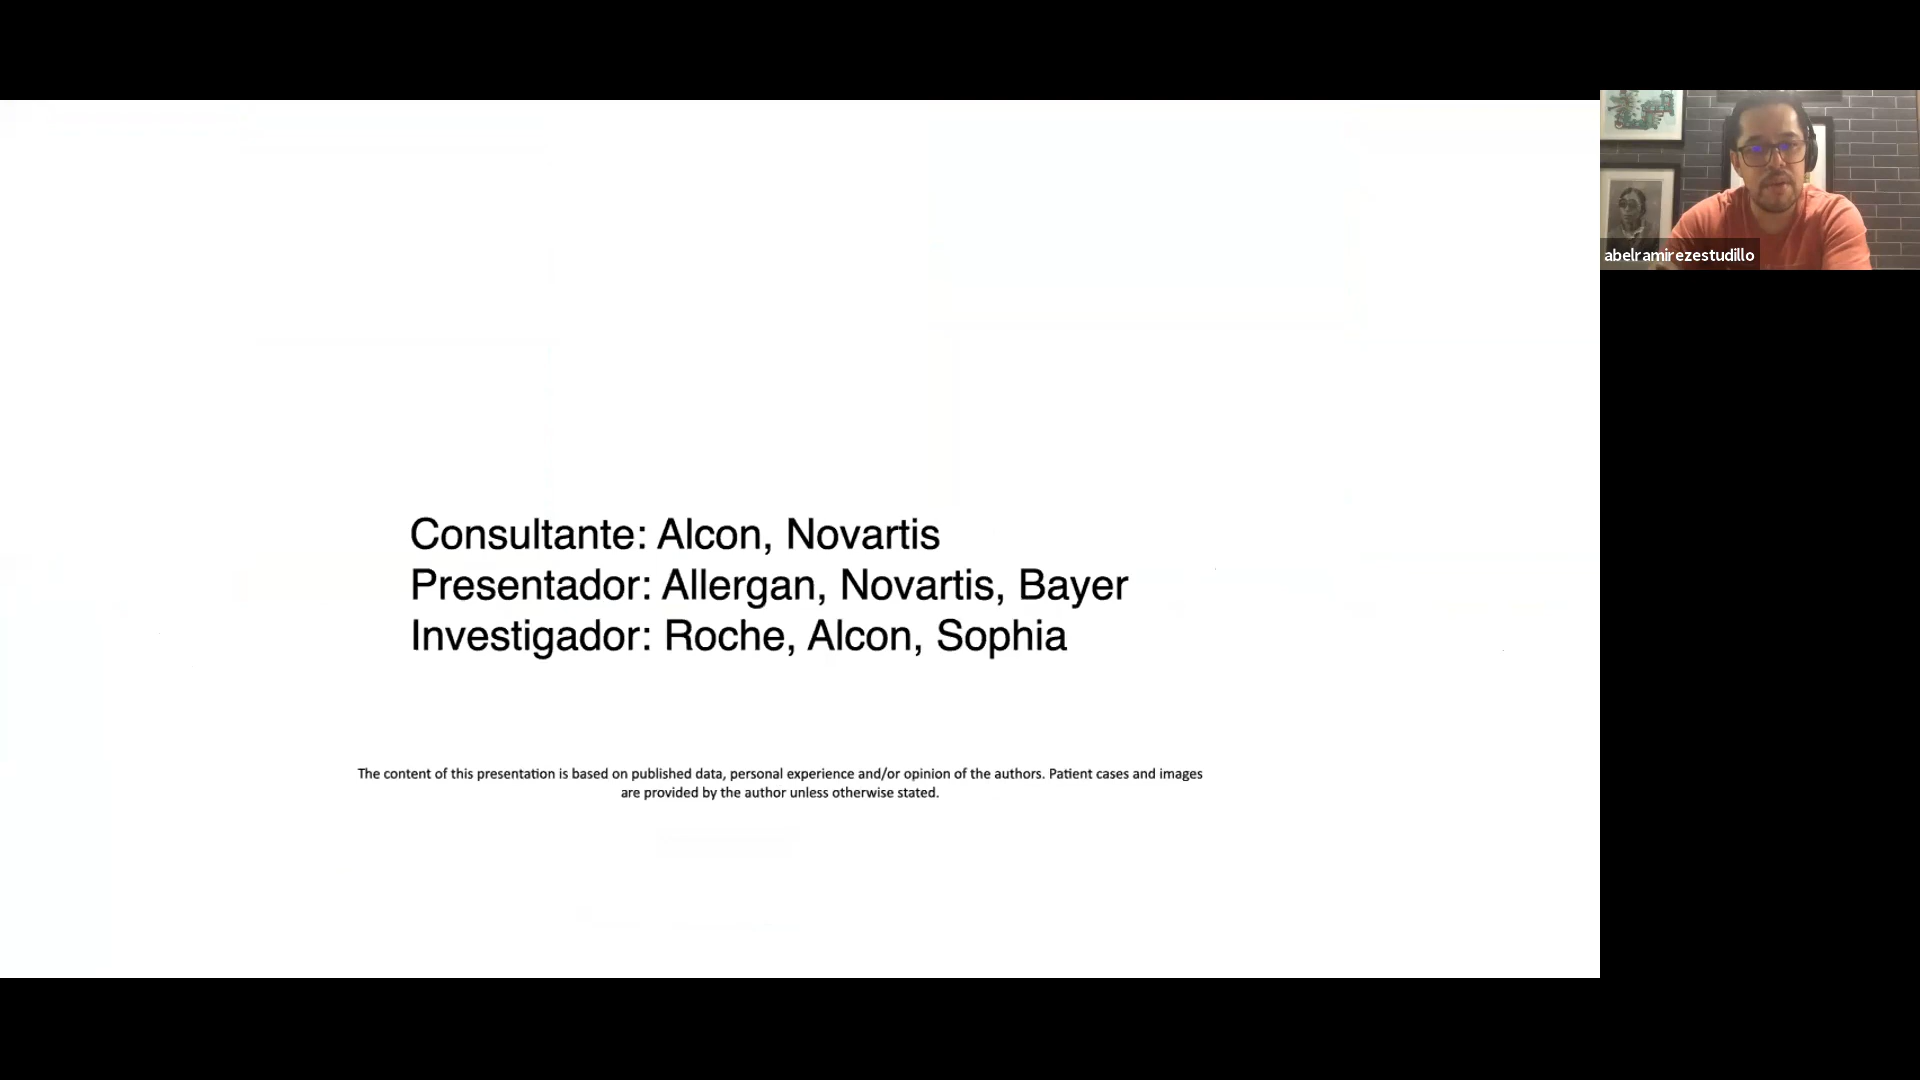 abelramirezestudillo
Consultante: Alcon, Novartis
Presentador: Allergan, Novartis, Bayer
Investigador: Roche, Alcon, Sophia
The content of this presentation is based on published data, personal experience and/or opinion of the authors. Patient cases and images
are provided by the author unless otherwise stated.